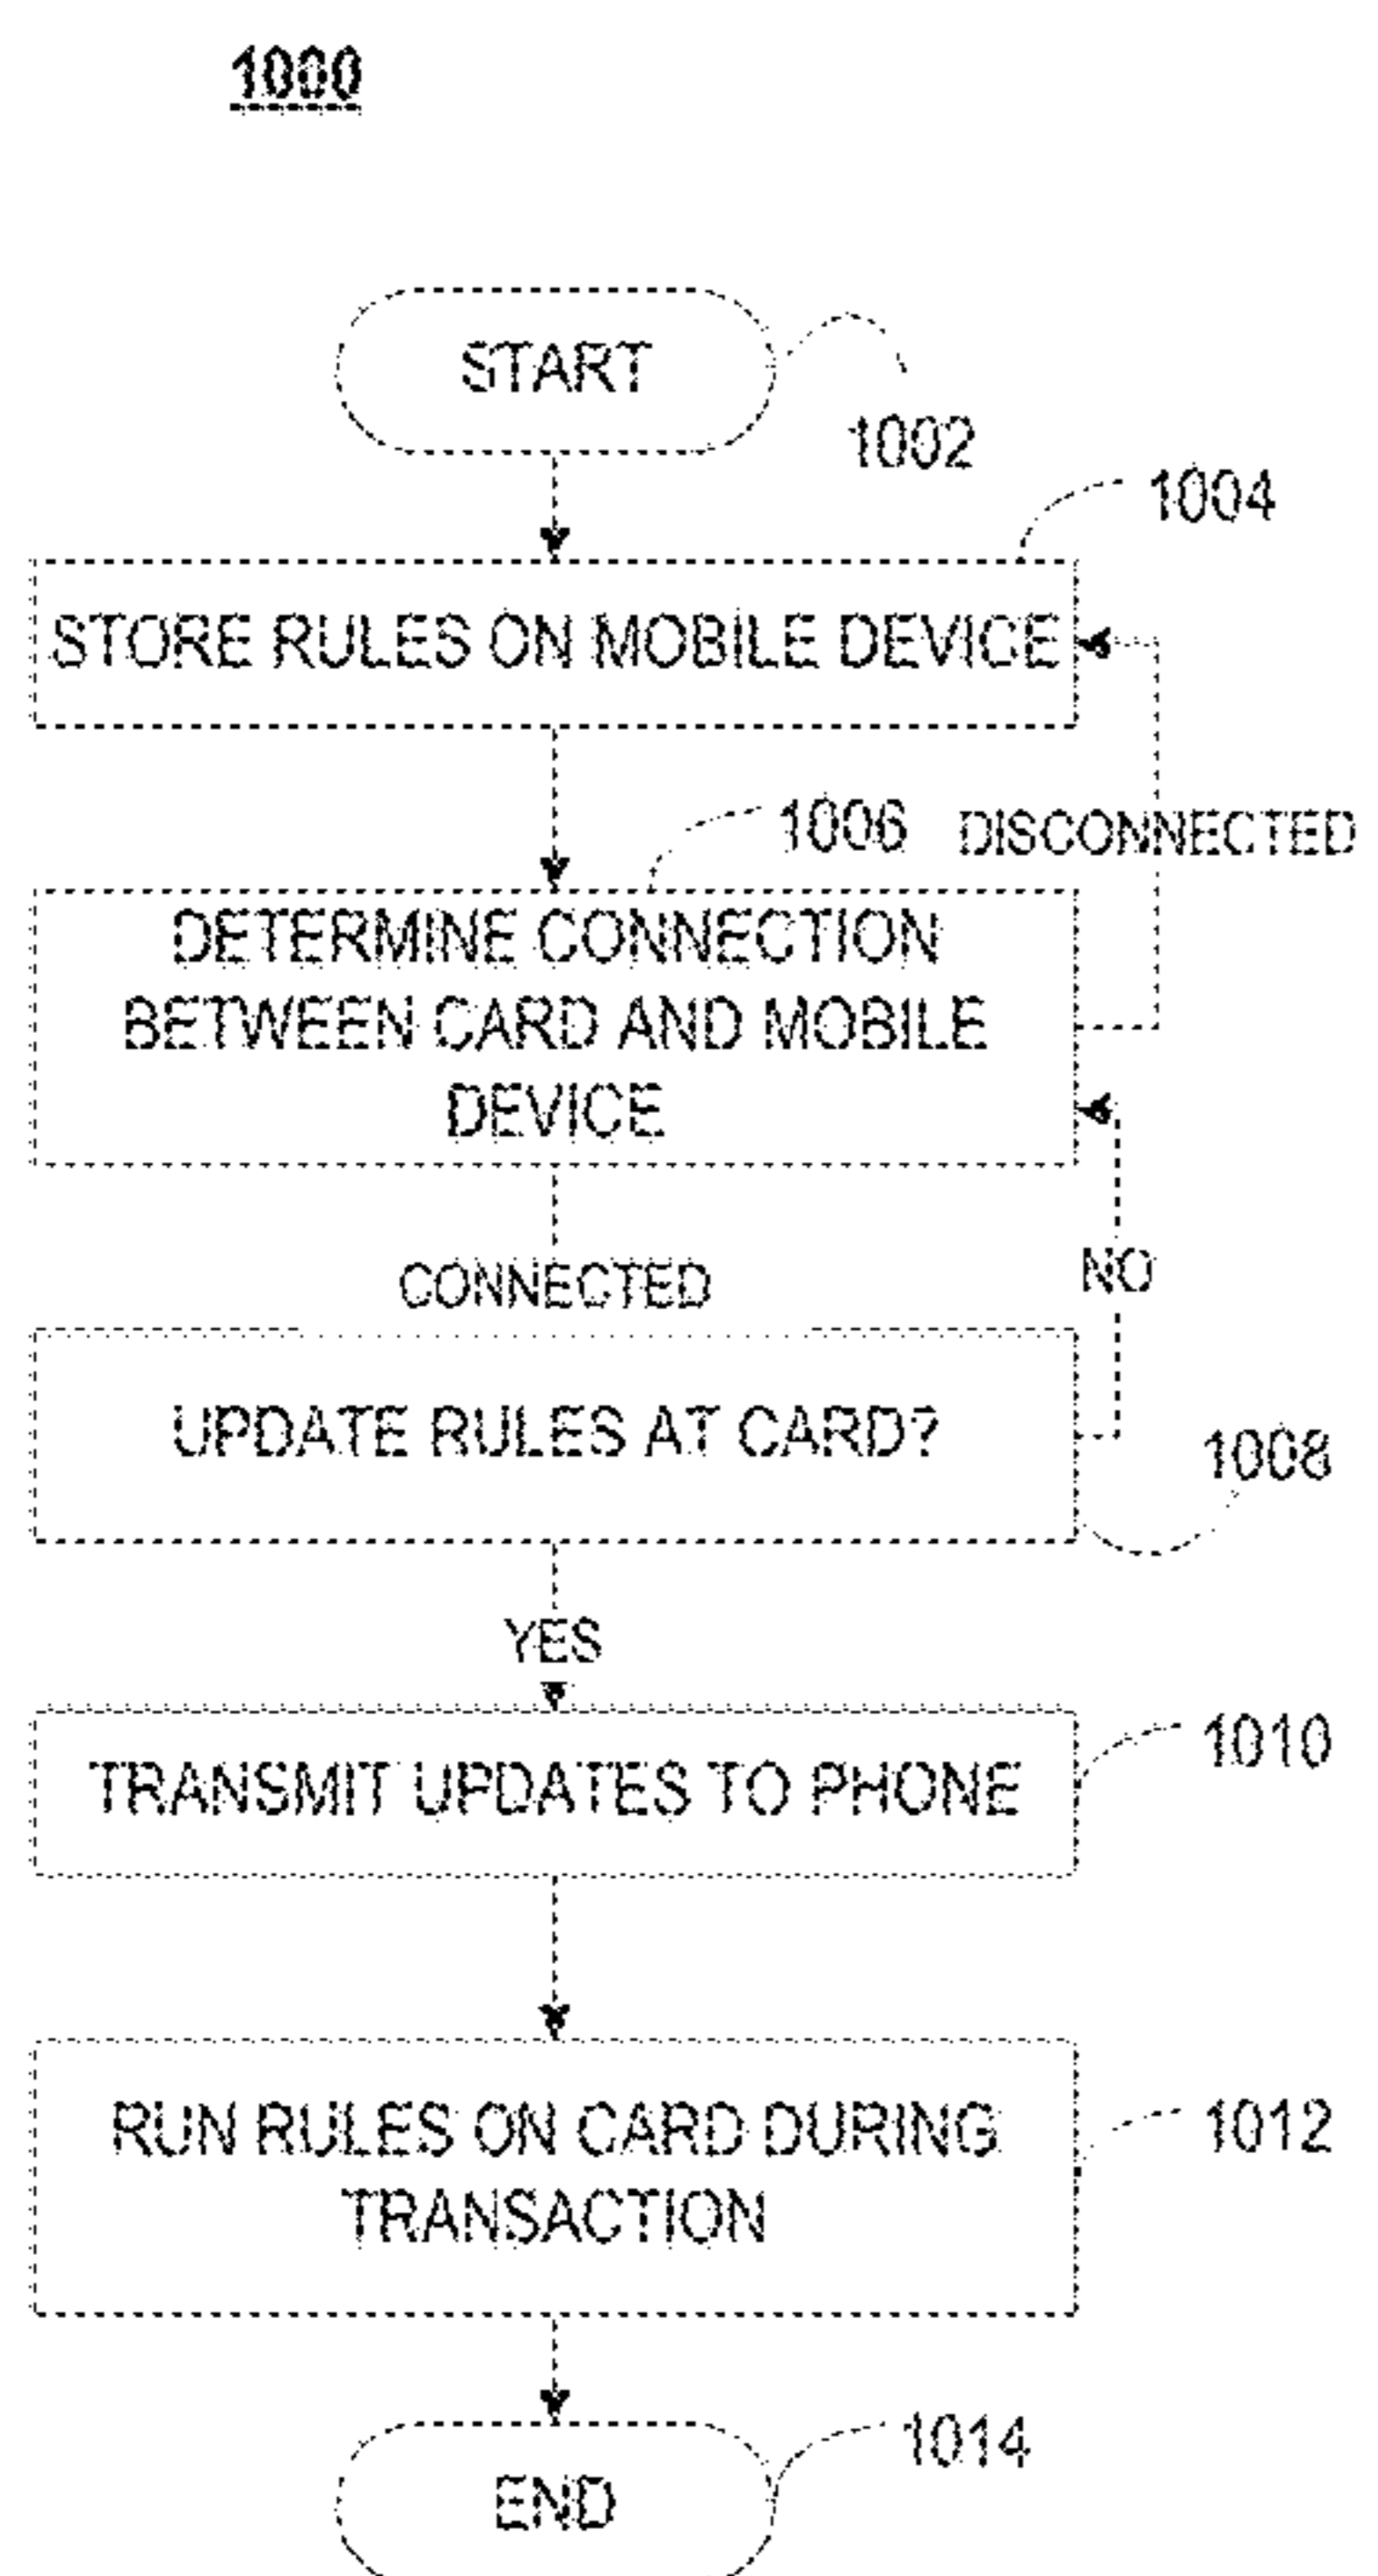 1000
START
1002
1004
STORE RULES ON MOBILE DEVICE
1006
DISCONNECTED
DETERMINE CONNECTION
BETWEEN CARD AND MOBILE
DEVICE
CONNECTED
NO
UPDATE RULES AT CARD?
1008
YES
TRANSMIT UPDATES TO PHONE
1010
RUN RULES ON CARD DURING
TRANSACTION
1012
1014
END